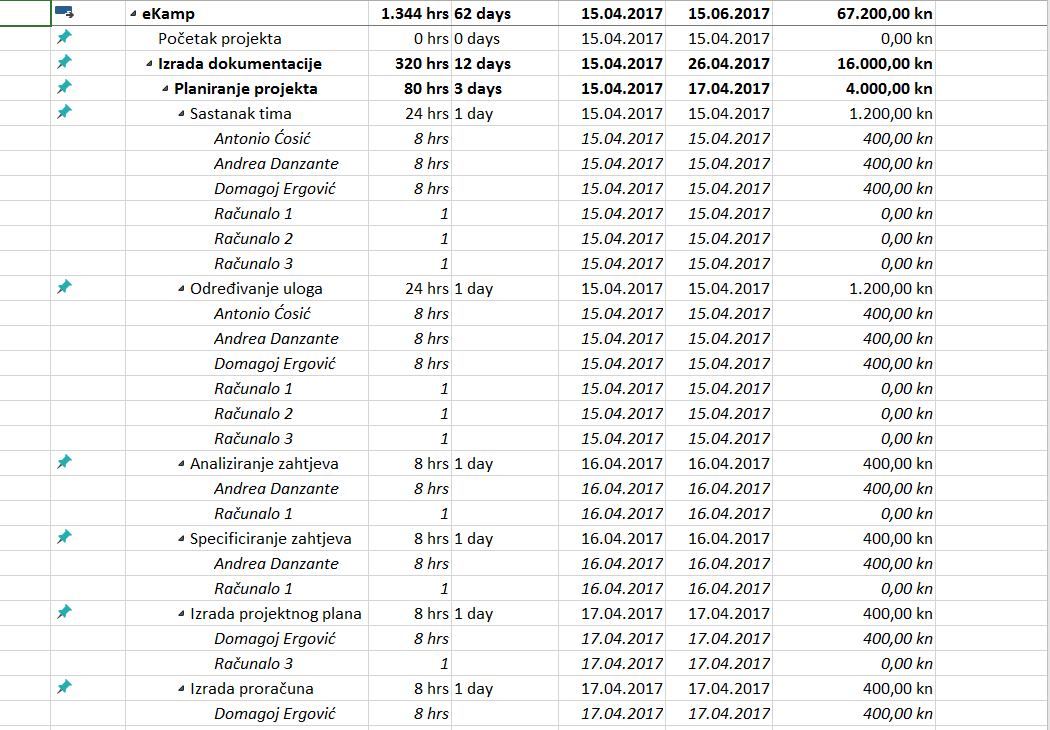 eKamp 1.344 hrs 62 days 15.04.2017 15.06.2017 67.200,00 kn
Početak projekta 0 hrs 0 days 15.04.2017 15.04.2017 0,00 kn
Izrada dokumentacije 320 hrs 12 days 15.04.2017 26.04.2017 16.000,00 kn
Planiranje projekta 80 hrs 3 days 15.04.2017 17.04.2017 4.000,00 kn
Sastanak tima 24 hrs 1 day 15.04.2017 15.04.2017 1.200,00 kn
Antonio Ćosić 8 hrs 15.04.2017 15.04.2017 400,00 kn
Andrea Danzante 8 hrs 15.04.2017 15.04.2017 400,00 kn
Domagoj Ergović 8 hrs 15.04.2017 15.04.2017 400,00 kn
Računalo 1 1 15.04.2017 15.04.2017 0,00 kn
Računalo 2 1 15.04.2017 15.04.2017 0,00 kn
Računalo 3 1 15.04.2017 15.04.2017 0,00 kn
Određivanje uloga 24 hrs 1 day 15.04.2017 15.04.2017 1.200,00 kn
Antonio Ćosić 8 hrs 15.04.2017 15.04.2017 400,00 kn
Andrea Danzante 8 hrs 15.04.2017 15.04.2017 400,00 kn
Domagoj Ergović 8 hrs 15.04.2017 15.04.2017 400,00 kn
Računalo 1 1 15.04.2017 15.04.2017 0,00 kn
Računalo 2 1 15.04.2017 15.04.2017 0,00 kn
Računalo 3 1 15.04.2017 15.04.2017 0,00 kn
Analiziranje zahtjeva 8 hrs 1 day 16.04.2017 16.04.2017 400,00 kn
Andrea Danzante 8 hrs 16.04.2017 16.04.2017 400,00 kn
Računalo 1 1 16.04.2017 16.04.2017 0,00 kn
Specificiranje zahtjeva 8 hrs 1 day 16.04.2017 16.04.2017 400,00 kn
Andrea Danzante 8 hrs 16.04.2017 16.04.2017 400,00 kn
Računalo 1 1 16.04.2017 16.04.2017 0,00 kn
Izrada projektnog plana 8 hrs 1 day 17.04.2017 17.04.2017 400,00 kn
Domagoj Ergović 8 hrs 17.04.2017 17.04.2017 400,00 kn
Računalo 3 1 17.04.2017 17.04.2017 0,00 kn
Izrada proračuna 8 hrs 1 day 17.04.2017 17.04.2017 400,00 kn
Domagoj Ergović 8 hrs 17.04.2017 17.04.2017 400,00 kn